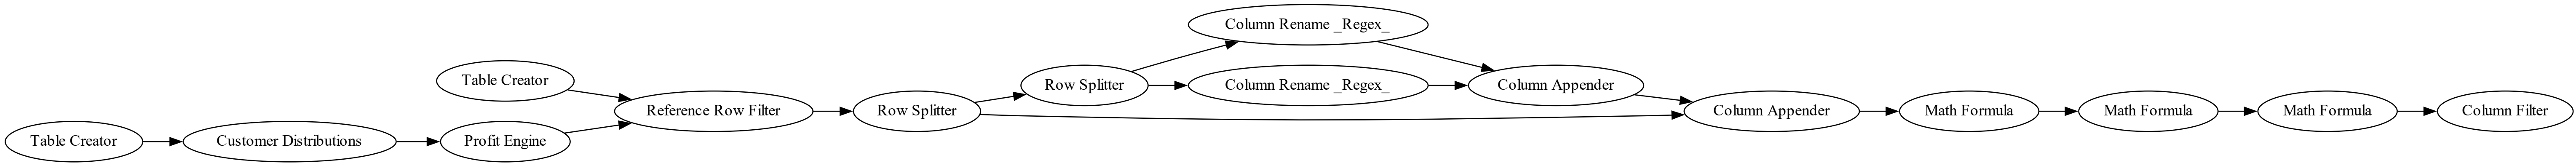 Column Rename _Regex_
Table Creator
Row Splitter
Column Rename _Regex_
Column Appender
Reference Row Filter
Row Splitter
Column Appender
Math Formula
Math Formula
Math Formula
Column Filter
Table Creator
Customer Distributions
Profit Engine